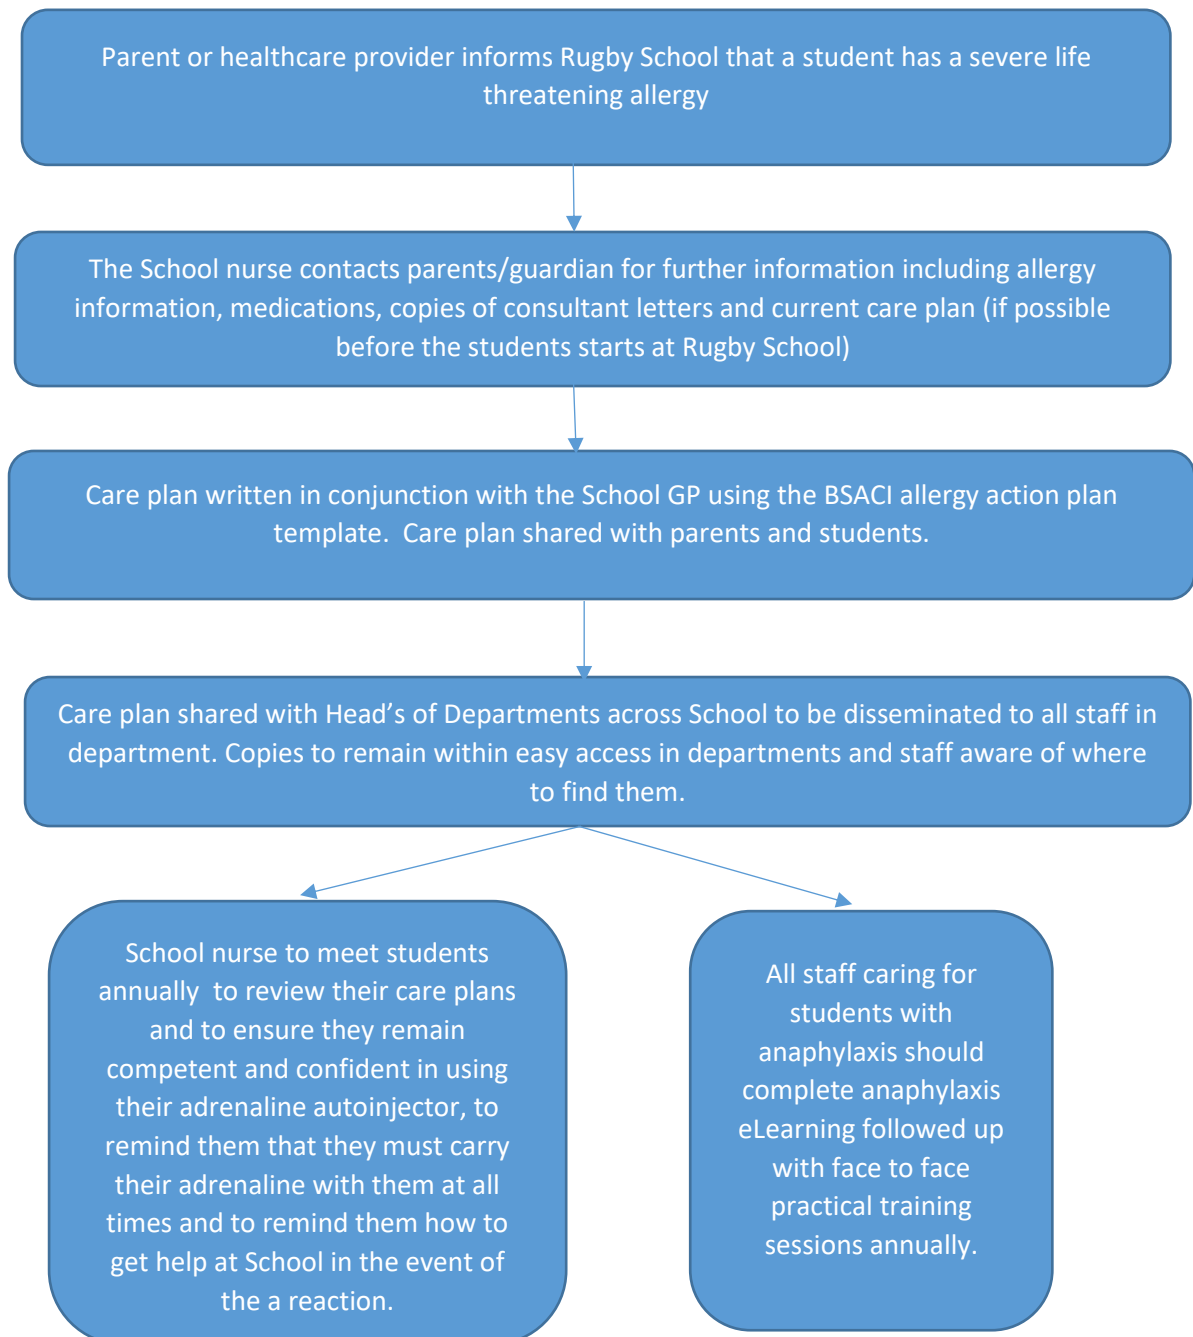 Parent or healthcare provider informs Rugby School that a student has a severe life
threatening allergy
The School nurse contacts parents/guardian for further information including allergy
information, medications, copies of consultant letters and current care plan (if possible
before the students starts at Rugby School)
Care plan written in conjunction with the School GP using the BSACI allergy action plan
template.  Care plan shared with parents and students.
Care plan shared with Head’s of Departments across School to be disseminated to all staff in
department. Copies to remain within easy access in departments and staff aware of where
to find them.
School nurse to meet students
annually  to review their care plans
and to ensure they remain
competent and confident in using
their adrenaline autoinjector, to
remind them that they must carry
their adrenaline with them at all
times and to remind them how to
get help at School in the event of
the a reaction.
All staff caring for
students with
anaphylaxis should
complete anaphylaxis
eLearning followed up
with face to face
practical training
sessions annually.